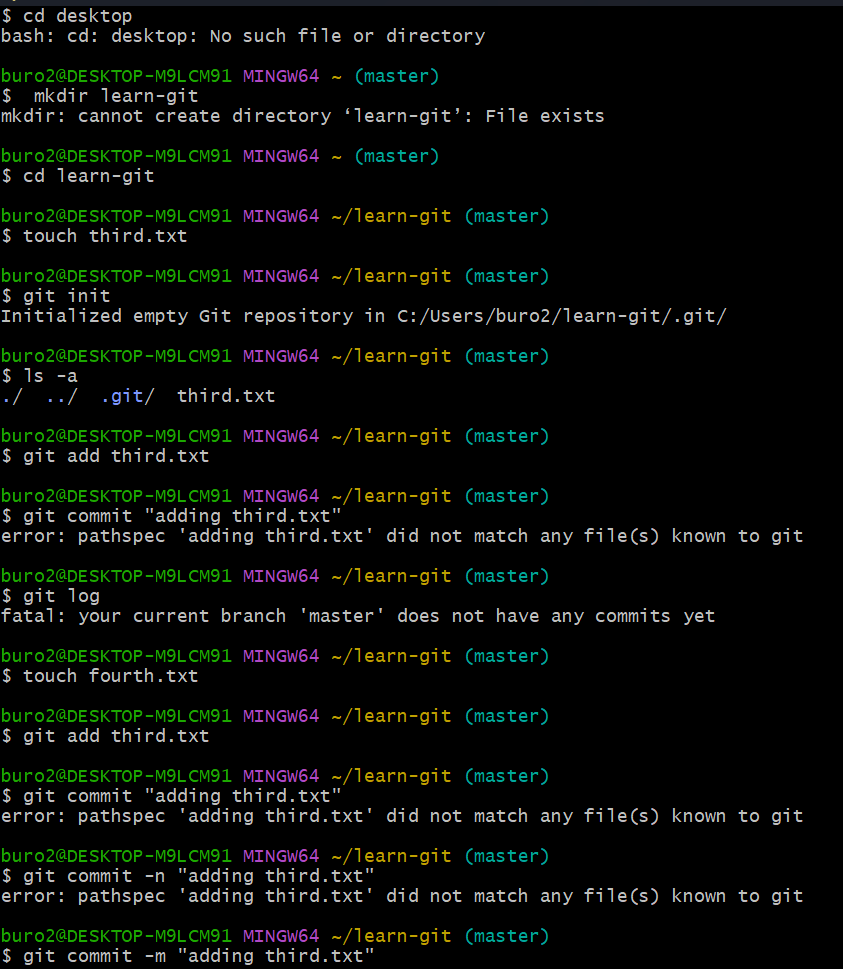 $ cd desktop
bash: cd: desktop: No such file or directory
buro2@DESKTOP-M9LCM91 MINGW64 ~ (master)
$  mkdir learn-git
mkdir: cannot create directory ‘learn-git’: File exists
buro2@DESKTOP-M9LCM91 MINGW64 ~ (master)
$ cd learn-git
buro2@DESKTOP-M9LCM91 MINGW64 ~/learn-git (master)
$ touch third.txt
buro2@DESKTOP-M9LCM91 MINGW64 ~/learn-git (master)
$ git init
Initialized empty Git repository in C:/Users/buro2/learn-git/.git/
buro2@DESKTOP-M9LCM91 MINGW64 ~/learn-git (master)
$ ls -a
./  ../  .git/  third.txt
buro2@DESKTOP-M9LCM91 MINGW64 ~/learn-git (master)
$ git add third.txt
buro2@DESKTOP-M9LCM91 MINGW64 ~/learn-git (master)
$ git commit "adding third.txt"
error: pathspec 'adding third.txt' did not match any file(s) known to git
buro2@DESKTOP-M9LCM91 MINGW64 ~/learn-git (master)
$ git log
fatal: your current branch 'master' does not have any commits yet
buro2@DESKTOP-M9LCM91 MINGW64 ~/learn-git (master)
$ touch fourth.txt
buro2@DESKTOP-M9LCM91 MINGW64 ~/learn-git (master)
$ git add third.txt
buro2@DESKTOP-M9LCM91 MINGW64 ~/learn-git (master)
$ git commit "adding third.txt"
error: pathspec 'adding third.txt' did not match any file(s) known to git
buro2@DESKTOP-M9LCM91 MINGW64 ~/learn-git (master)
$ git commit -n "adding third.txt"
error: pathspec 'adding third.txt' did not match any file(s) known to git
buro2@DESKTOP-M9LCM91 MINGW64 ~/learn-git (master)
$ git commit -m "adding third.txt"